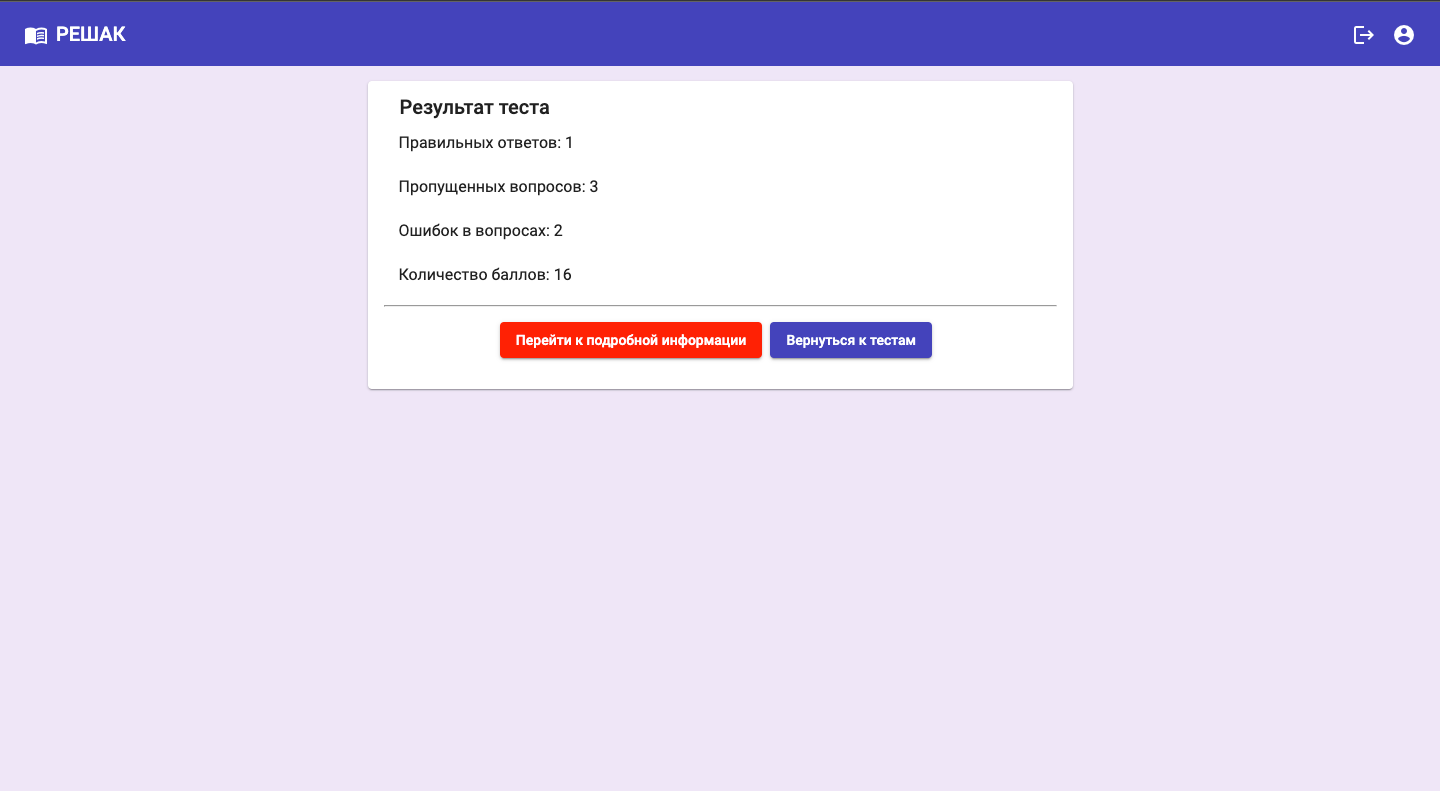 РЕШАК
Результат теста
Правильных ответов: 1
Пропущенных вопросов: 3
Ошибок в вопросах: 2
Количество баллов: 16
Перейти к подробной информации
Вернуться к тестам